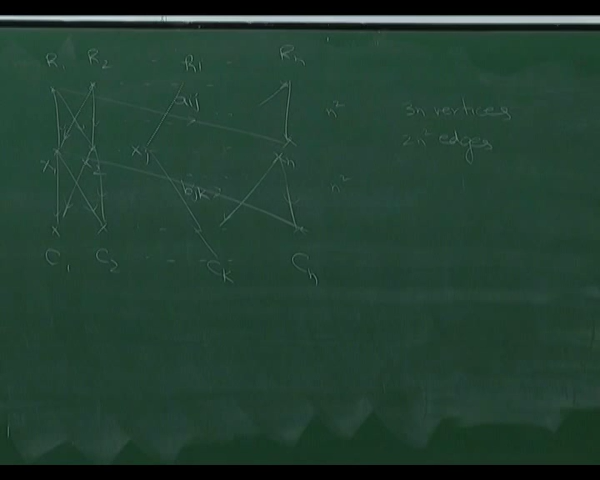 R1 R2 Ri Rn
aij n² 3n vertices
x1 x2 xj xn 2n² edges
bjk n²
C1 C2 Ck Cn